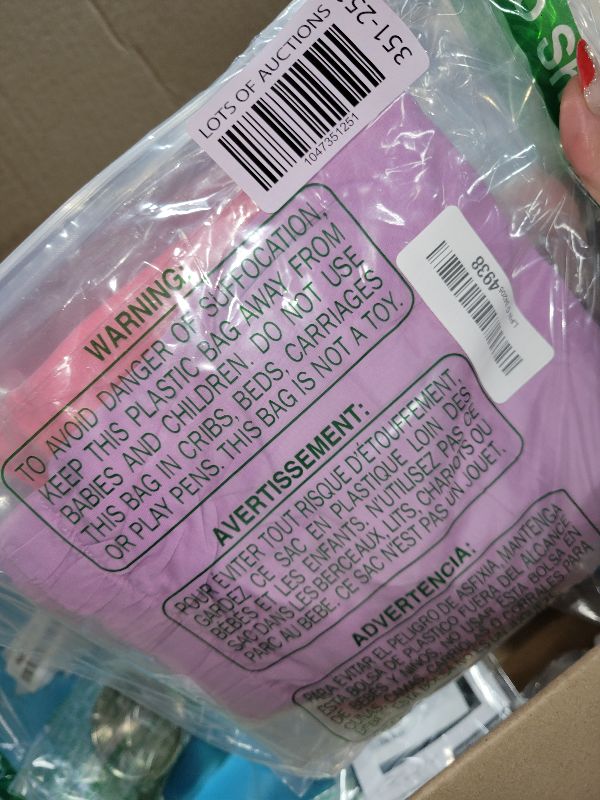 LOTS OF AUCTIONS
1047351251
351-25
4938
WARNING:
TO AVOID DANGER OF SUFFOCATION,
KEEP THIS PLASTIC BAG AWAY FROM
BABIES AND CHILDREN. DO NOT USE
THIS BAG IN CRIBS, BEDS, CARRIAGES
OR PLAY PENS. THIS BAG IS NOT A TOY.
AVERTISSEMENT:
POUR ÉVITER TOUT RISQUE D'ÉTOUFFEMENT,
GARDEZ CE SAC EN PLASTIQUE LOIN DES
BEBES ET LES ENFANTS. N'UTILISEZ PAS CE
SAC DANS LES BERCEAUX, LITS, CHARIOTS OU
PARC AU BEBE. CE SAC N'EST PAS UN JOUET.
ADVERTENCIA:
PARA EVITAR EL PELIGRO DE ASFIXIA, MANTENGA
ESTA BOLSA DE PLASTICO FUERA DEL ALCANCE
DE BEBES Y NINOS. NO USAR ESTA BOLSA EN